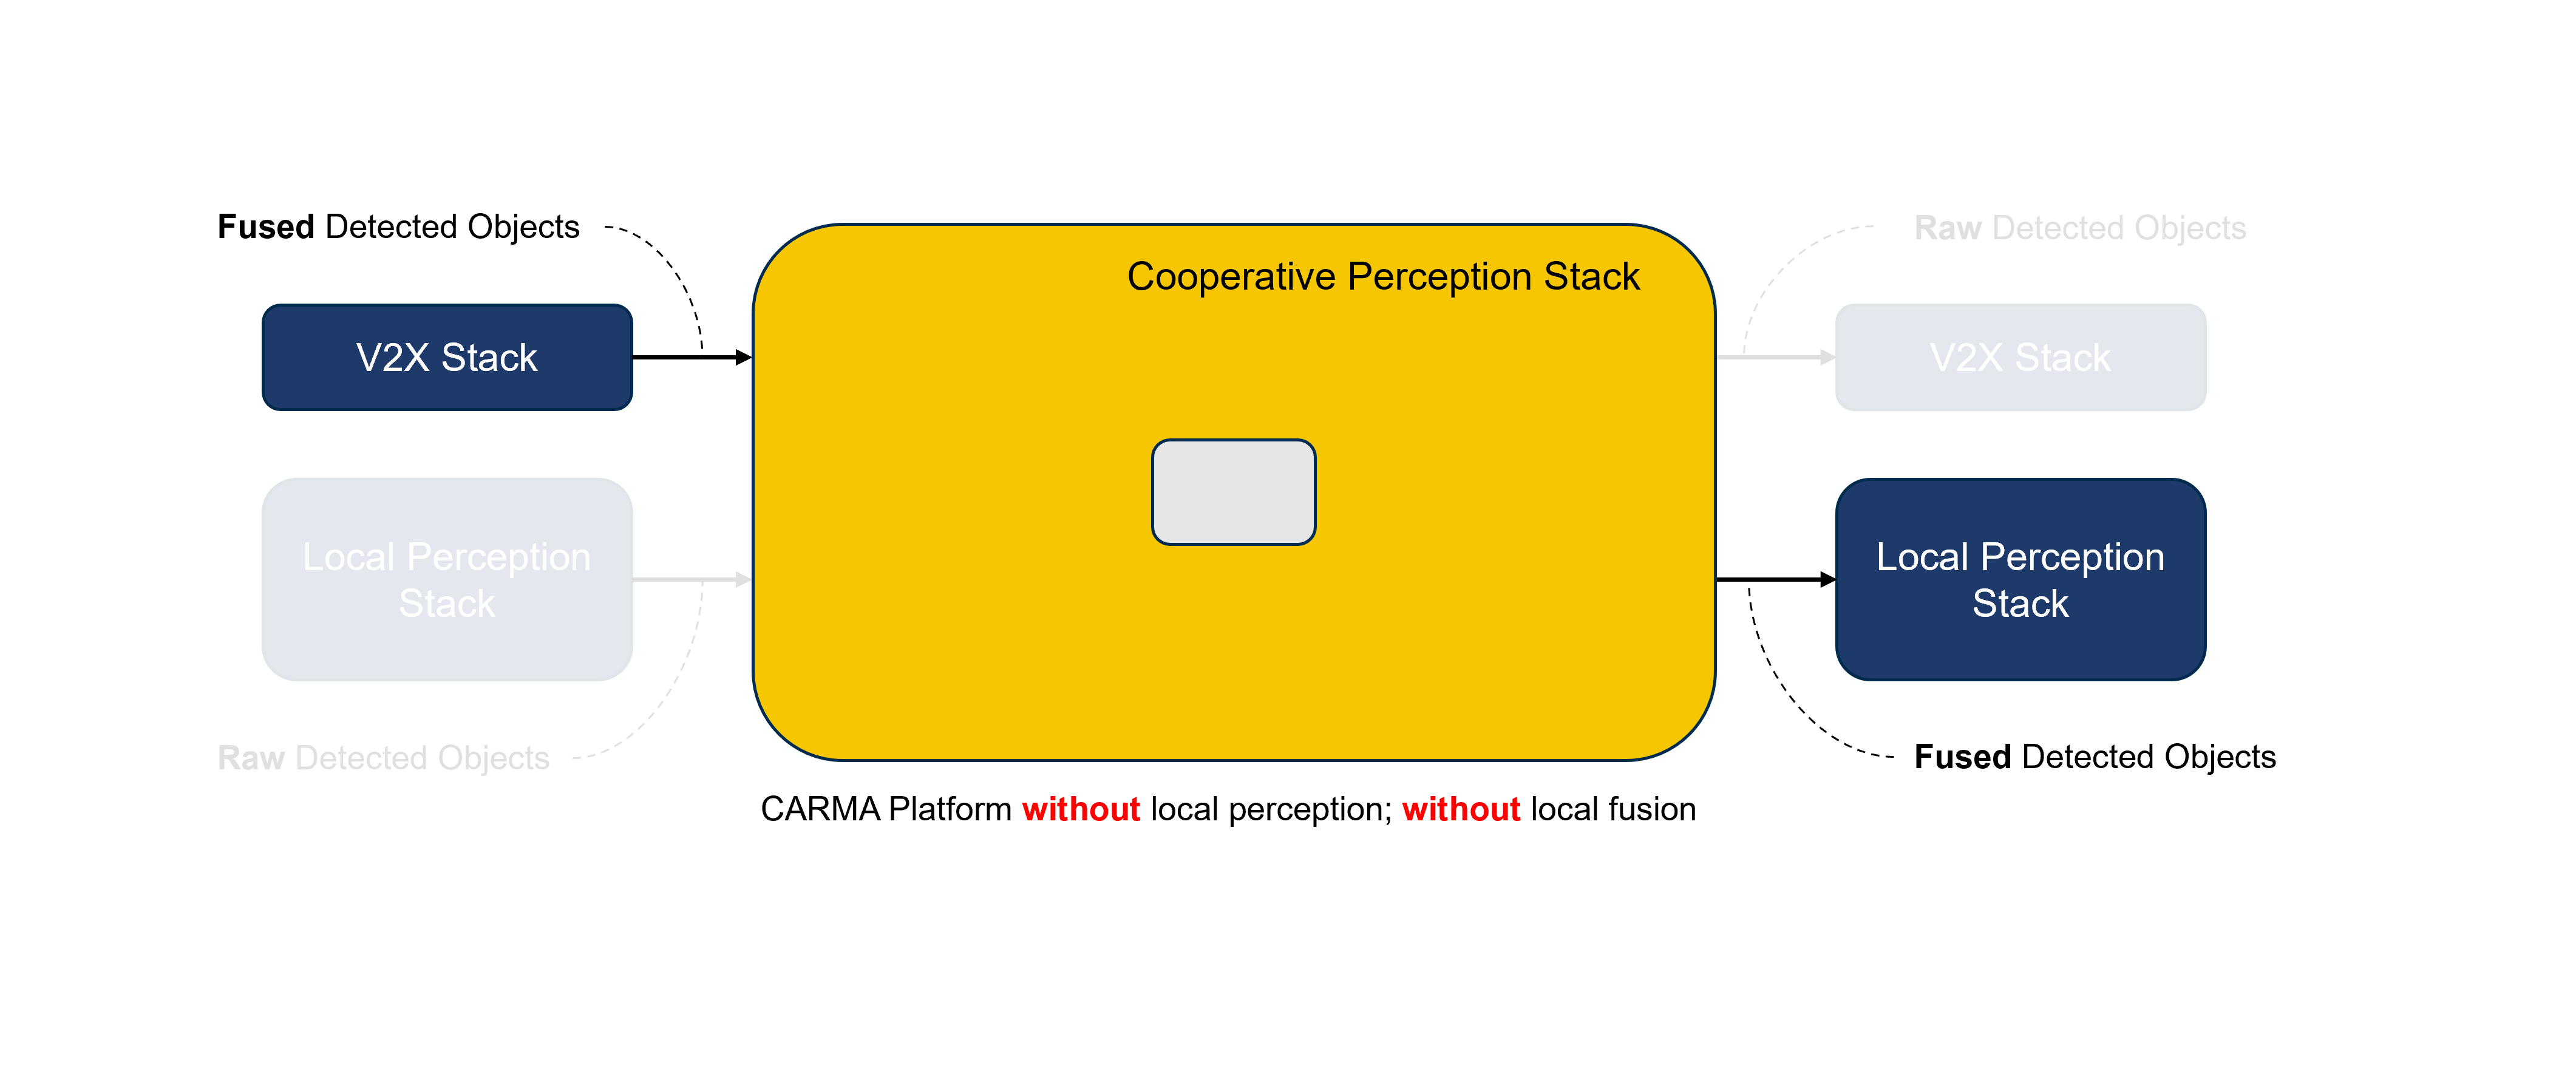 Fused Detected Objects
Raw Detected Objects
Cooperative Perception Stack
V2X Stack
V2X Stack
Local Perception
Stack
Local Perception
Stack
Raw Detected Objects
Fused Detected Objects
CARMA Platform without local perception; without local fusion